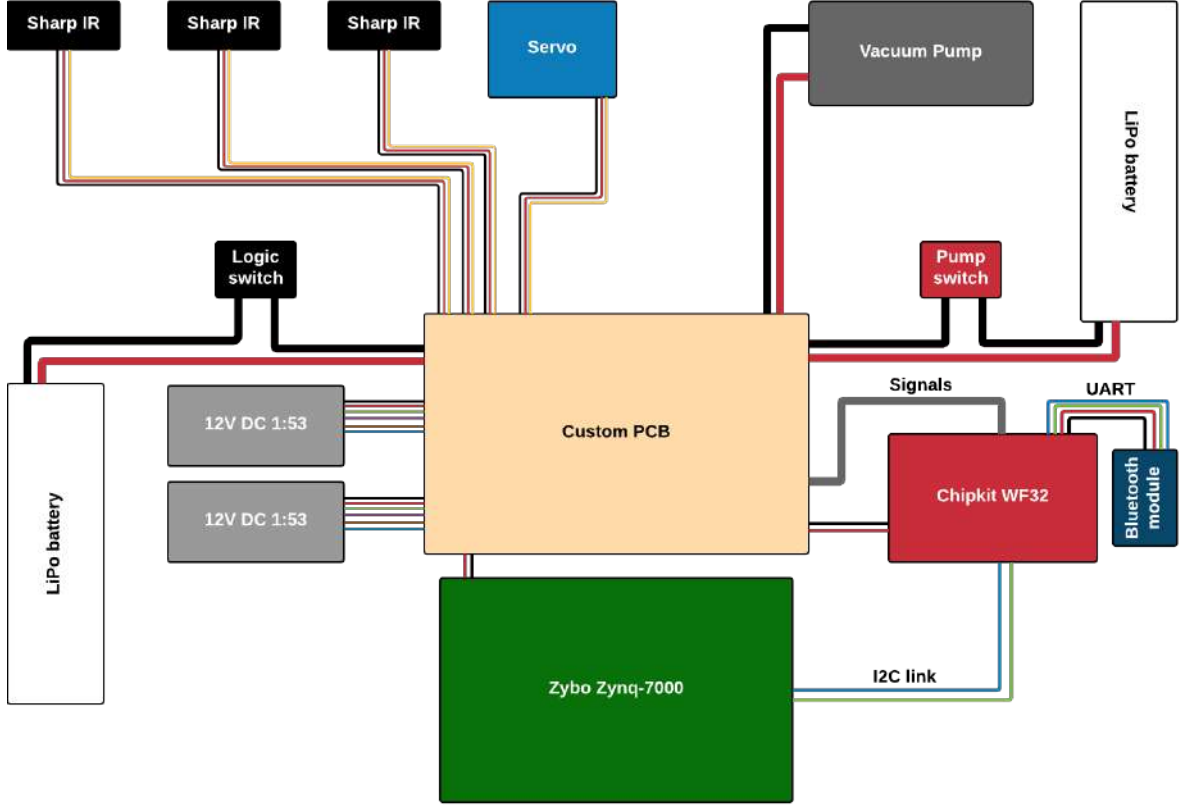 Sharp IR
Sharp IR
Sharp IR
Servo
Vacuum Pump
LiPo battery
Logic
switch
Pump
switch
Signals
UART
12V DC 1:53
Custom PCB
Chipkit WF32
Bluetooth
module
12V DC 1:53
LiPo battery
I2C link
Zybo Zynq-7000